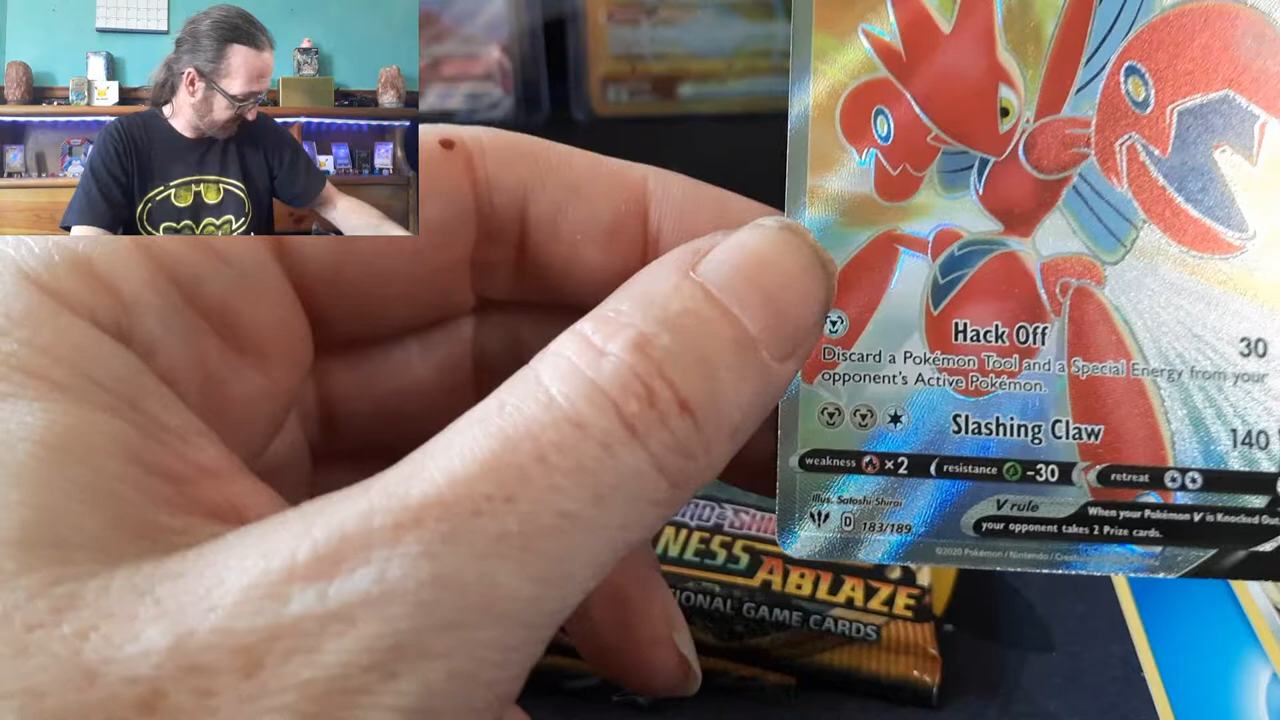 Hack Off
30
Discard a Pokémon Tool and a Special Energy from your
opponent's Active Pokémon.
Slashing Claw
140
weakness ×2
resistance -30
retreat
Illus. Satoshi Shirai
D 183/189
V rule
When your Pokémon V is Knocked Out
your opponent takes 2 Prize cards.
©2020 Pokémon / Nintendo /
NESS ABLAZE
IONAL GAME CARDS